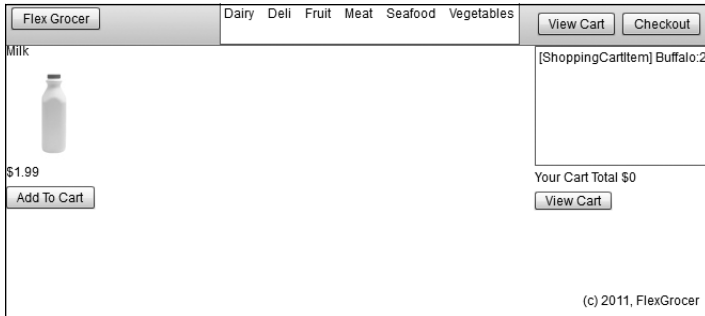 Flex Grocer
Dairy Deli Fruit Meat Seafood Vegetables
View Cart
Checkout
Milk
[ShoppingCartItem] Buffalo:2
$1.99
Add To Cart
Your Cart Total $0
View Cart
(c) 2011, FlexGrocer